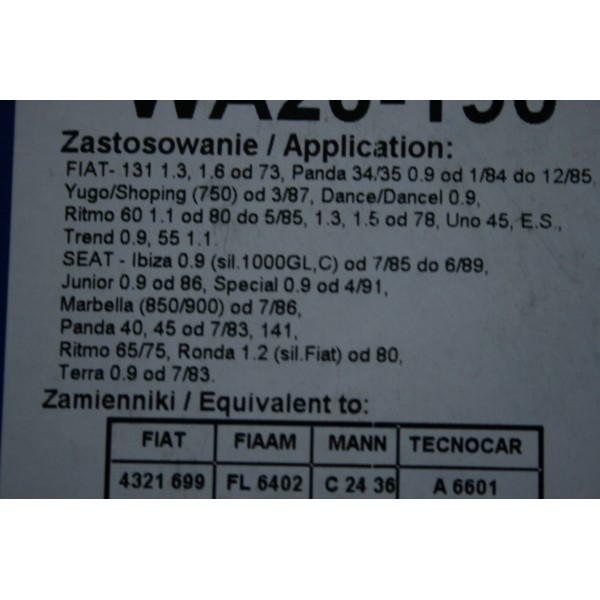 WA20-190
Zastosowanie / Application:
FIAT- 131 1.3, 1.6 od 73, Panda 34/35 0.9 od 1/84 do 12/85,
Yugo/Shoping (750) od 3/87, Dance/Dancel 0.9,
Ritmo 60 1.1 od 80 do 5/85, 1.3, 1.5 od 78, Uno 45, E.S.,
Trend 0.9, 55 1.1.
SEAT - Ibiza 0.9 (sil.1000GL,C) od 7/85 do 6/89,
Junior 0.9 od 86, Special 0.9 od 4/91,
Marbella (850/900) od 7/86,
Panda 40, 45 od 7/83, 141,
Ritmo 65/75, Ronda 1.2 (sil.Fiat) od 80,
Terra 0.9 od 7/83.
Zamienniki / Equivalent to:
FIAT FIAAM MANN TECNOCAR
4321 699 FL 6402 C 24 36 A 6601